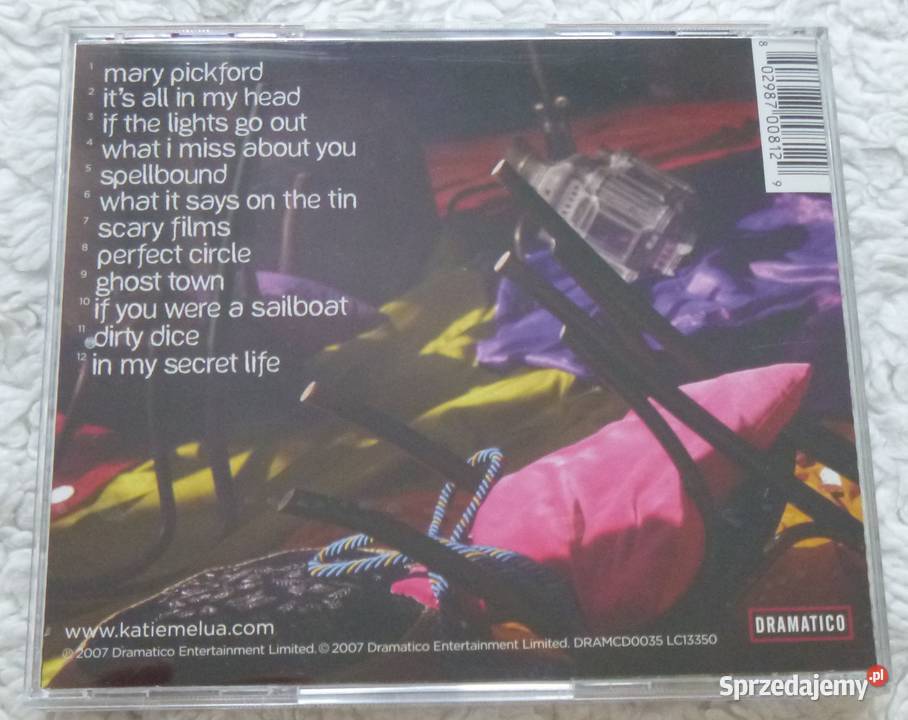 1 mary pickford
2 it's all in my head
3 if the lights go out
4 what i miss about you
5 spellbound
6 what it says on the tin
7 scary films
8 perfect circle
9 ghost town
10 if you were a sailboat
11 dirty dice
12 in my secret life
8 02987 00812 9
www.katiemelua.com
℗ 2007 Dramatico Entertainment Limited. © 2007 Dramatico Entertainment Limited. DRAMCD0035 LC13350
DRAMATICO
Sprzedajemy.pl